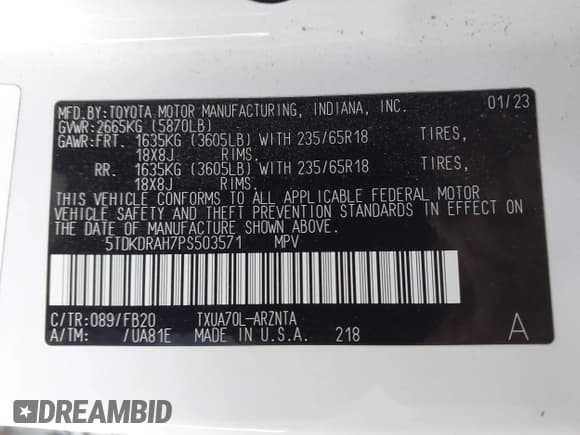 MFD.BY:TOYOTA MOTOR MANUFACTURING, INDIANA, INC. 01/23
GVWR:2665KG (5870LB)
GAWR:FRT. 1635KG (3605LB) WITH 235/65R18 TIRES,
18X8J RIMS.
RR. 1635KG (3605LB) WITH 235/65R18 TIRES,
18X8J RIMS.
THIS VEHICLE CONFORMS TO ALL APPLICABLE FEDERAL MOTOR
VEHICLE SAFETY AND THEFT PREVENTION STANDARDS IN EFFECT ON
THE DATE OF MANUFACTURE SHOWN ABOVE.
5TDKDRAH7PS503571 MPV
C/TR:089/FB20 TXUA70L-ARZNTA
A/TM: /UA81E MADE IN U.S.A. 218 A
DREAMBID